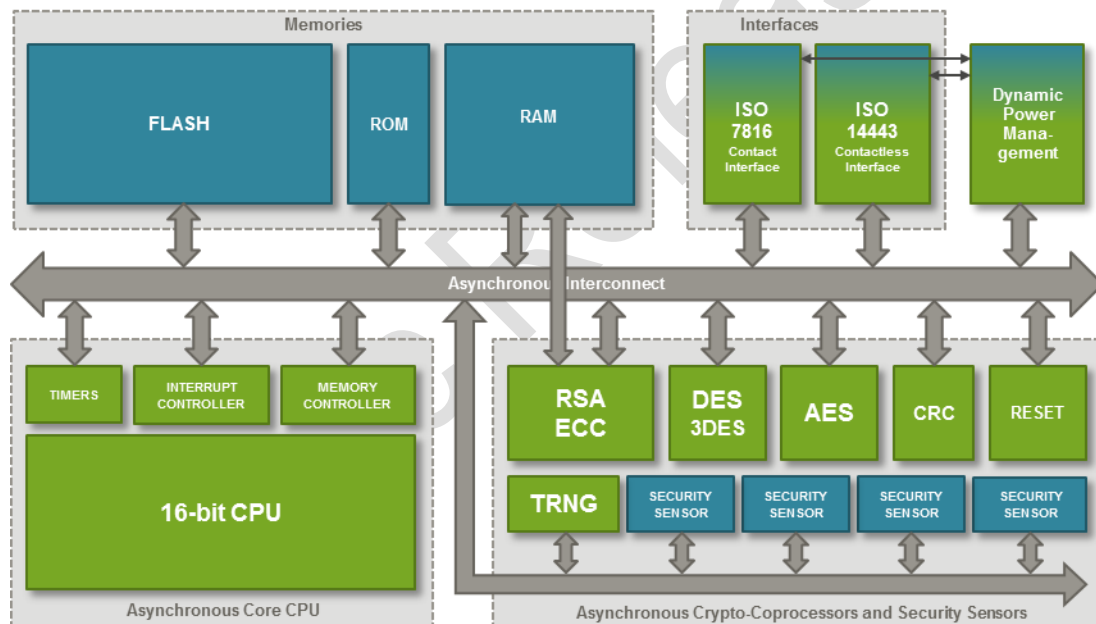 Memories
Interfaces
FLASH
ROM
RAM
ISO
7816
Contact
Interface
ISO
14443
Contactless
Interface
Dynamic
Power
Mana-
gement
Asynchronous Interconnect
TIMERS
INTERRUPT
CONTROLLER
MEMORY
CONTROLLER
16-bit CPU
Asynchronous Core CPU
RSA
ECC
DES
3DES
AES
CRC
RESET
TRNG
SECURITY
SENSOR
SECURITY
SENSOR
SECURITY
SENSOR
SECURITY
SENSOR
Asynchronous Crypto-Coprocessors and Security Sensors